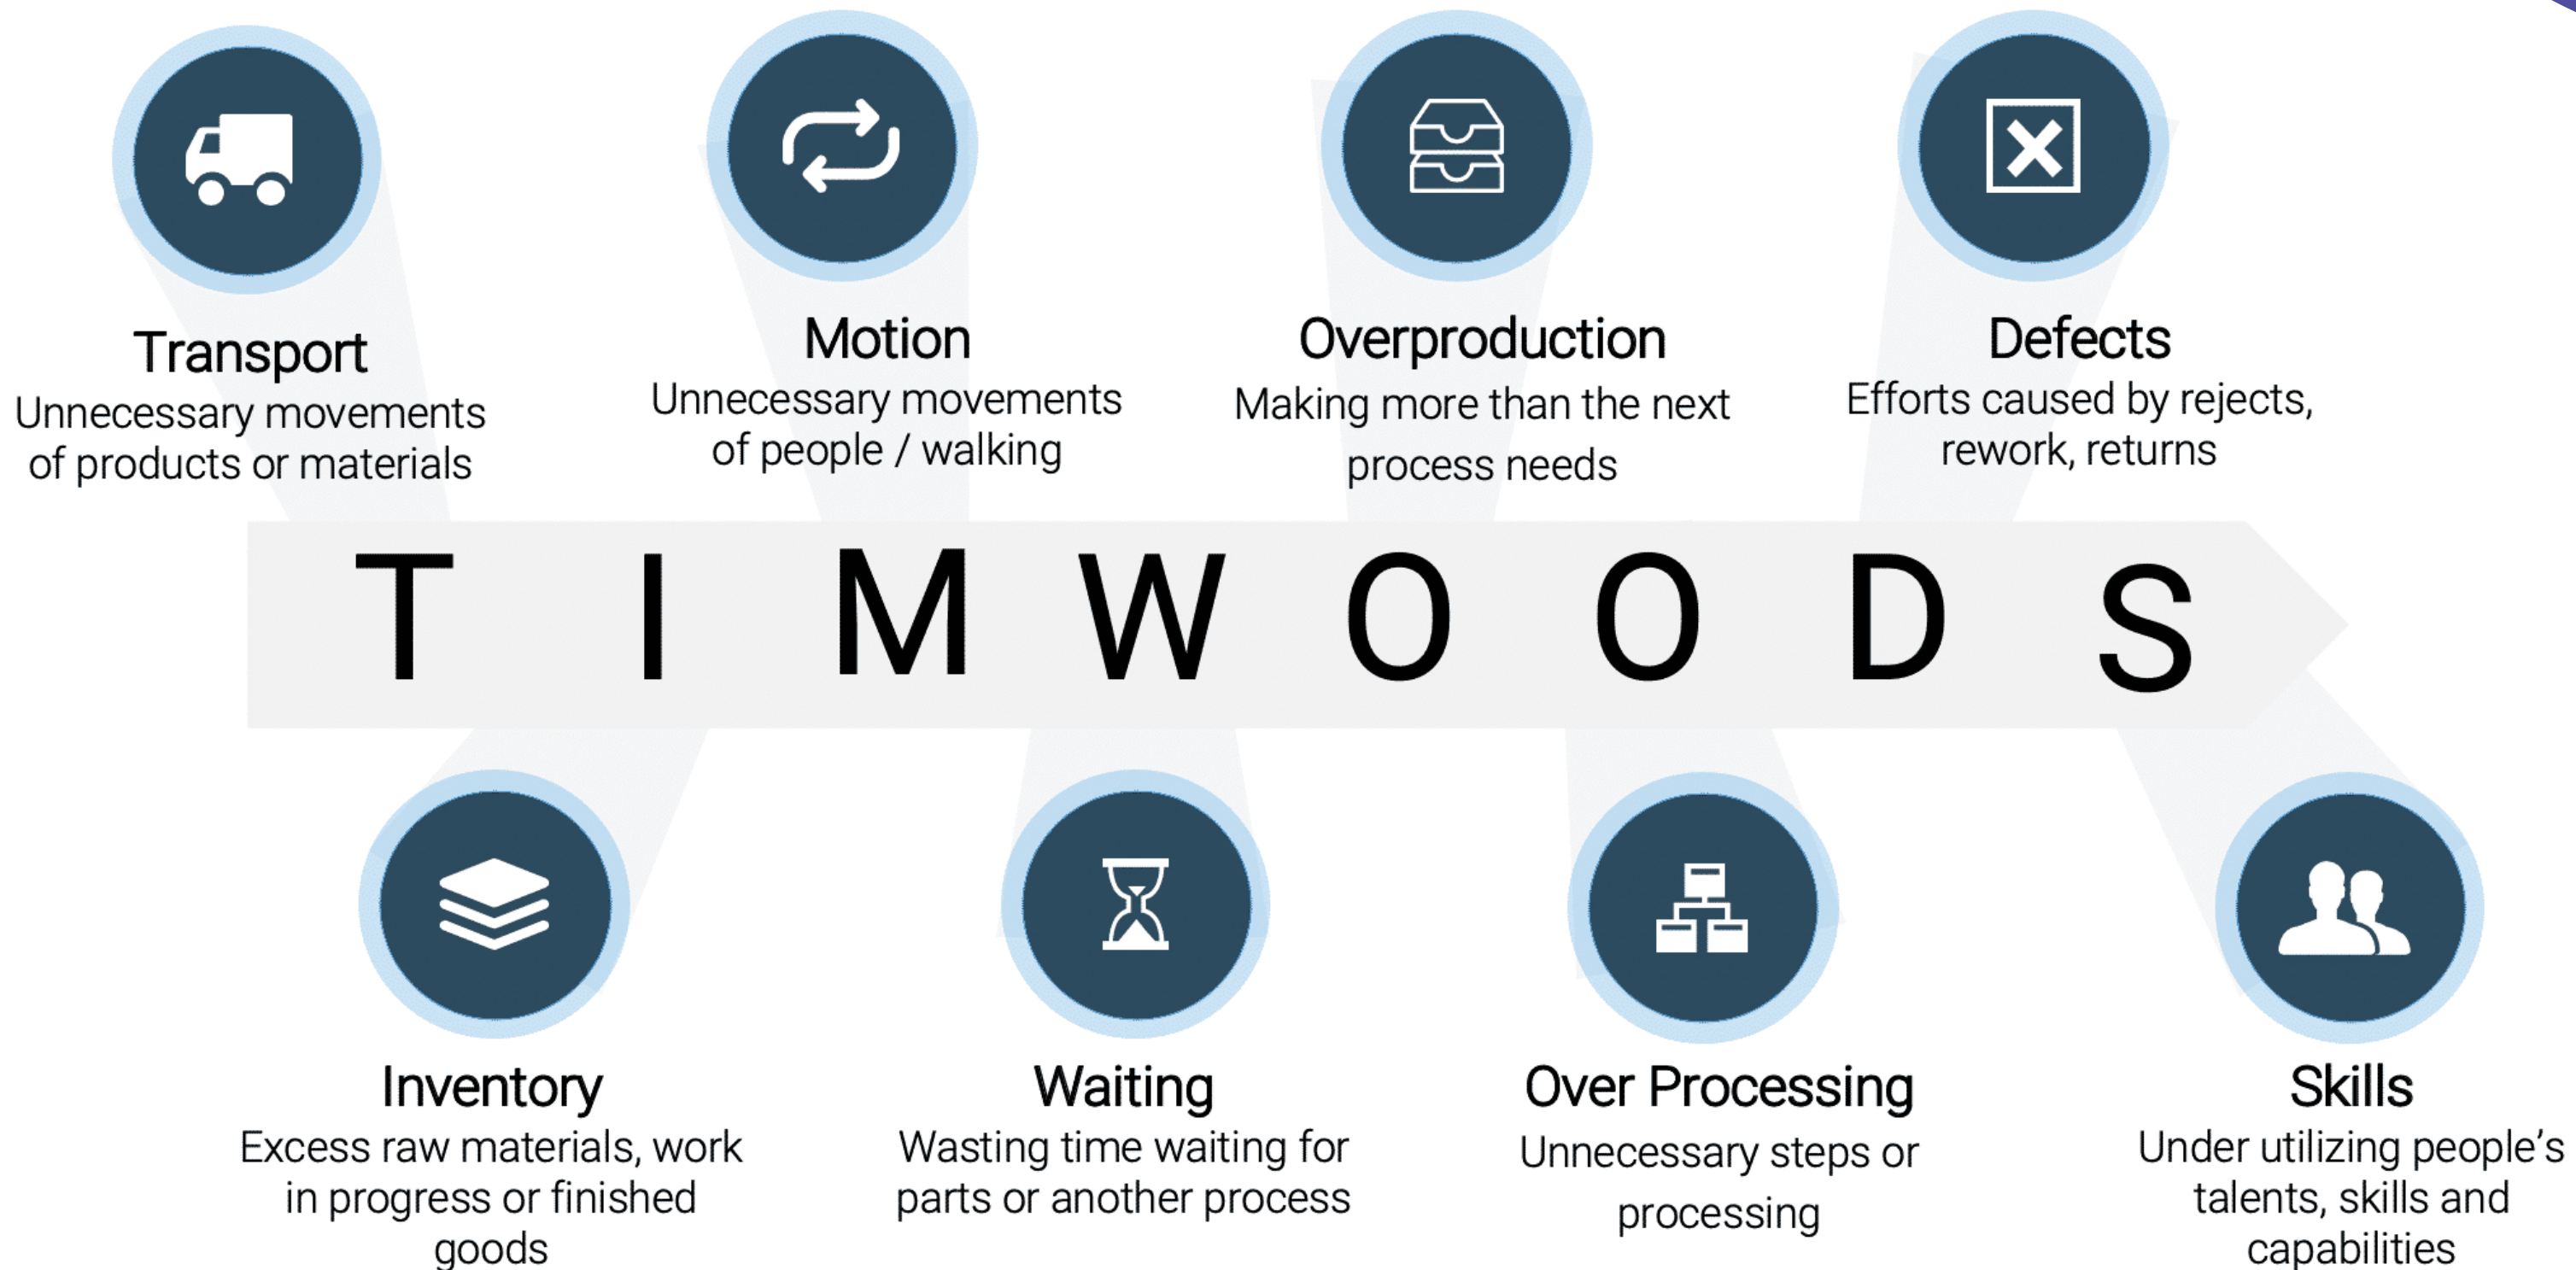 Transport
Unnecessary movements
of products or materials
Motion
Unnecessary movements
of people / walking
Overproduction
Making more than the next
process needs
Defects
Efforts caused by rejects,
rework, returns
T I M W O O D S
Inventory
Excess raw materials, work
in progress or finished
goods
Waiting
Wasting time waiting for
parts or another process
Over Processing
Unnecessary steps or
processing
Skills
Under utilizing people’s
talents, skills and
capabilities